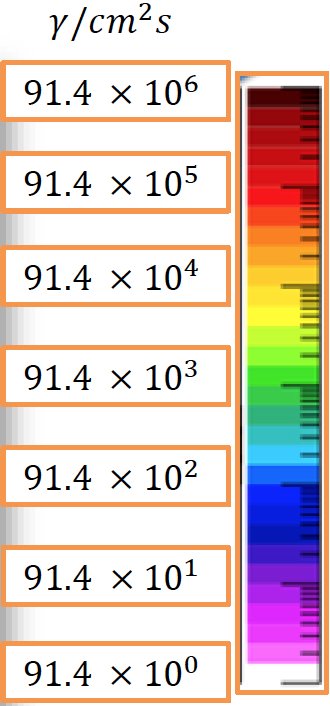 γ/cm²s
91.4 × 10⁶
91.4 × 10⁵
91.4 × 10⁴
91.4 × 10³
91.4 × 10²
91.4 × 10¹
91.4 × 10⁰